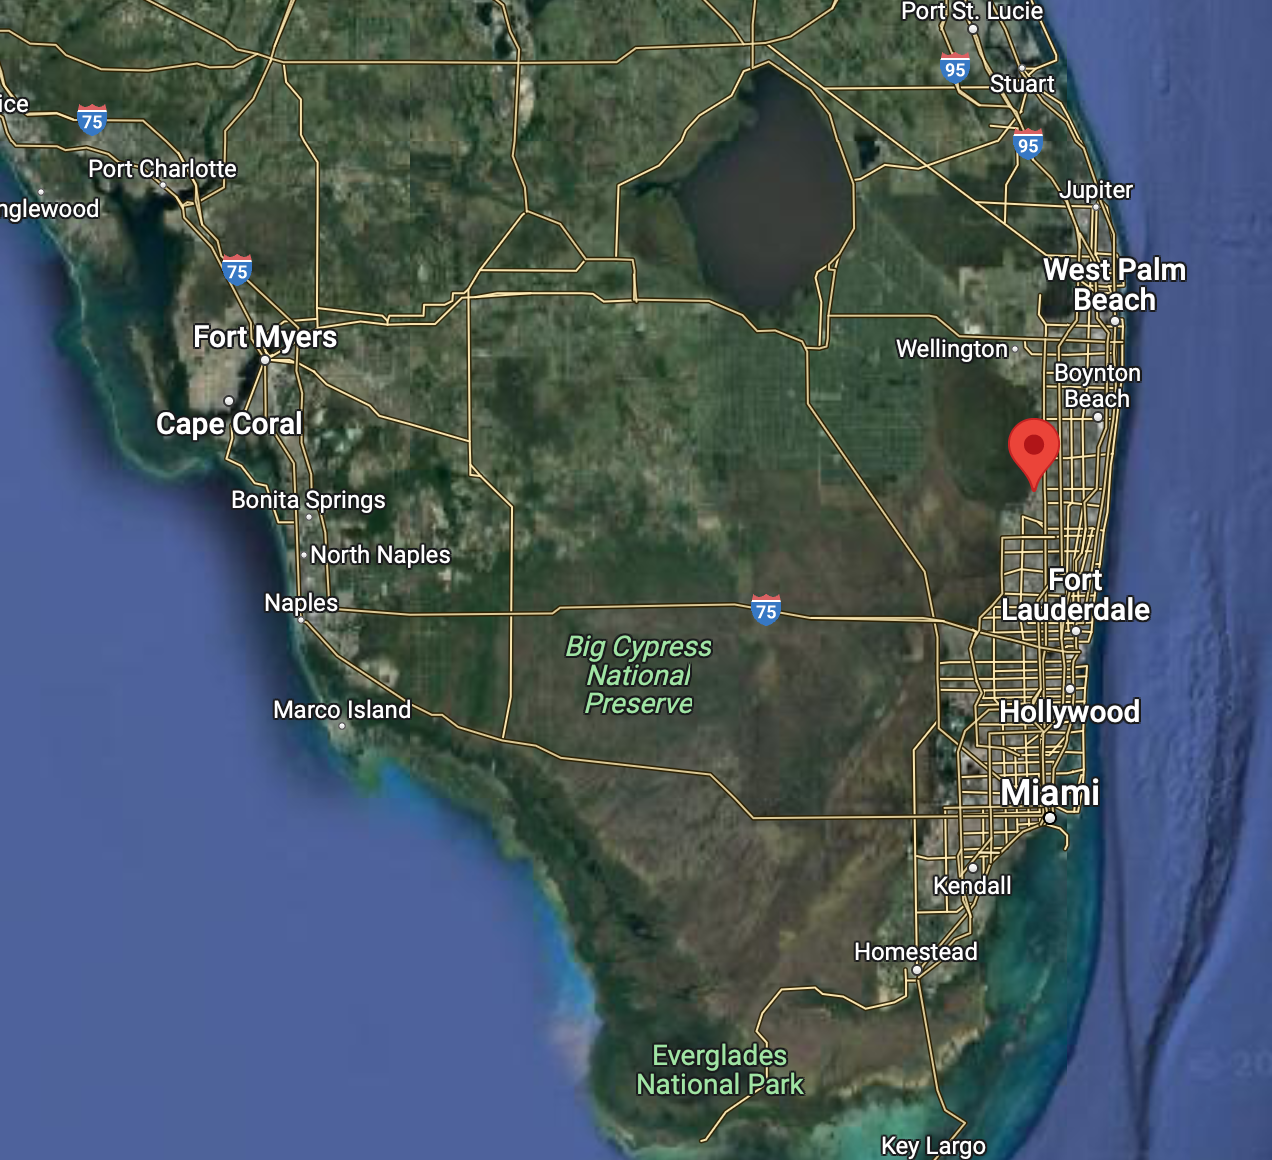 Port St. Lucie
95
Stuart
ice
75
95
Port Charlotte
Jupiter
nglewood
75
West Palm
Beach
Fort Myers
Wellington
Boynton
Beach
Cape Coral
Bonita Springs
North Naples
Fort
Lauderdale
Naples
75
Big Cypress
National
Preserve
Marco Island
Hollywood
Miami
Kendall
Homestead
Everglades
National Park
Key Largo